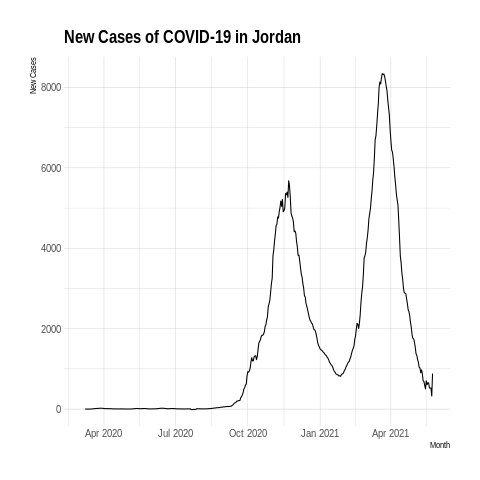 New Cases of COVID-19 in Jordan
New Cases
8000
6000
4000
2000
0
Apr 2020 Jul 2020 Oct 2020 Jan 2021 Apr 2021
Month